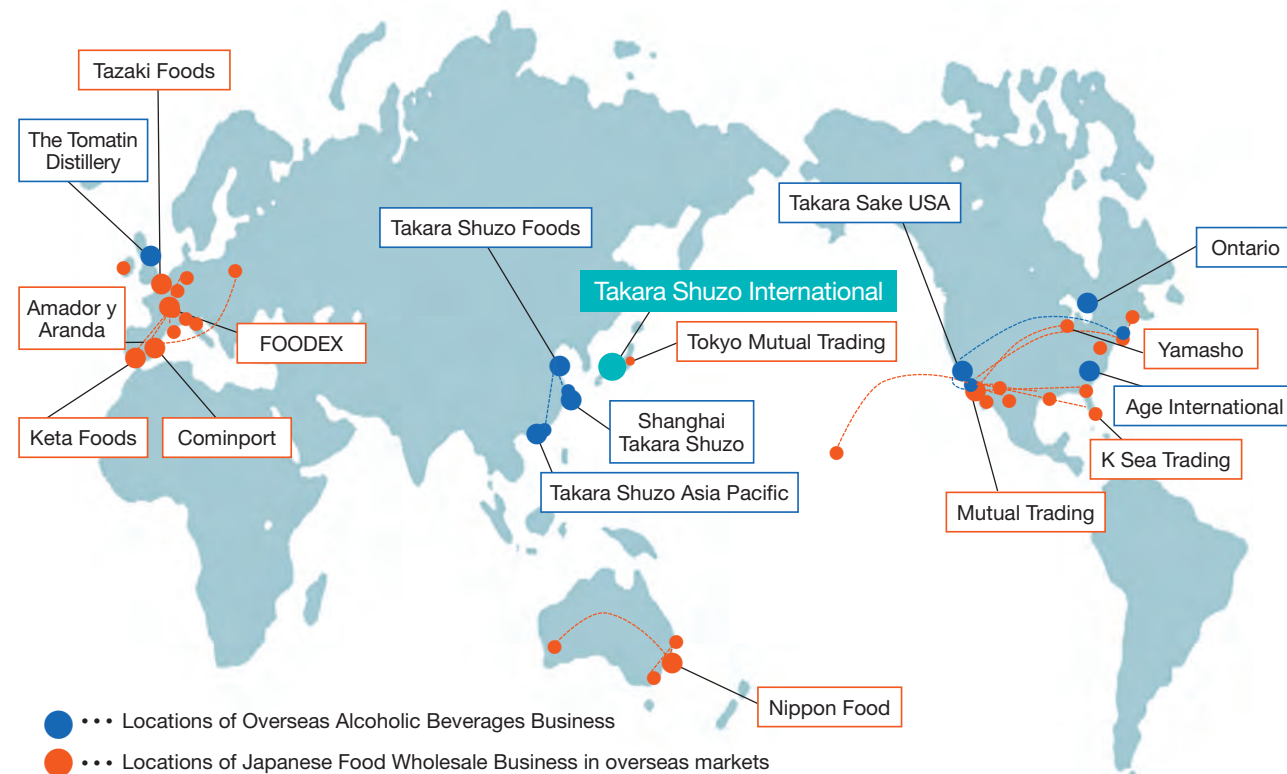 Tazaki Foods
The Tomatin
Distillery
Takara Sake USA
Takara Shuzo Foods
Ontario
Takara Shuzo International
Amador y
Aranda
FOODEX
Tokyo Mutual Trading
Yamasho
Keta Foods
Cominport
Shanghai
Takara Shuzo
Age International
K Sea Trading
Takara Shuzo Asia Pacific
Mutual Trading
Nippon Food
••• Locations of Overseas Alcoholic Beverages Business
••• Locations of Japanese Food Wholesale Business in overseas markets